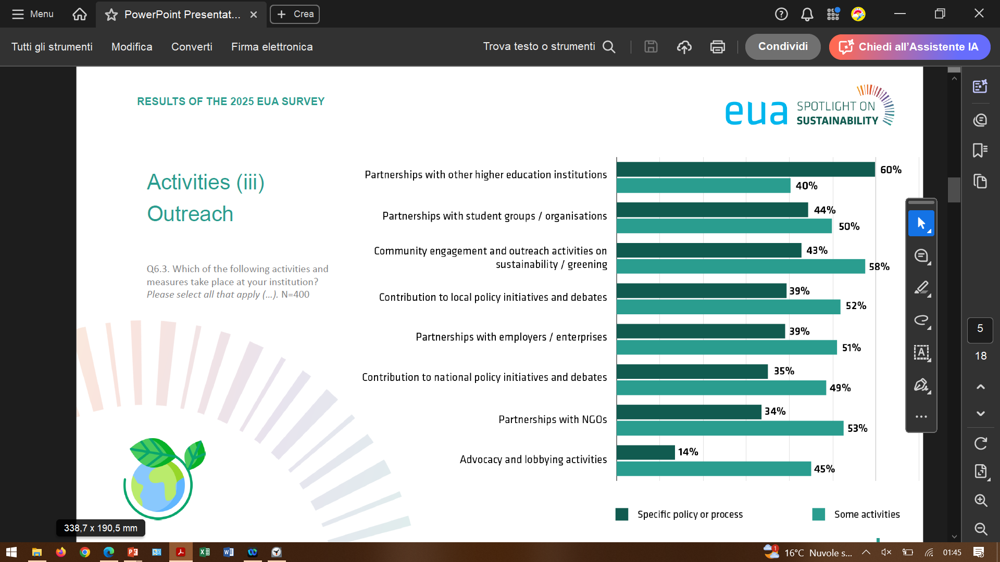 Menu
PowerPoint Presentat...
Crea
Tutti gli strumenti
Modifica
Converti
Firma elettronica
Trova testo o strumenti
Condividi
Chiedi all'Assistente IA
RESULTS OF THE 2025 EUA SURVEY
eua
SPOTLIGHT ON
SUSTAINABILITY
Activities (iii)
Outreach
Q6.3. Which of the following activities and
measures take place at your institution?
Please select all that apply (...). N=400
Partnerships with other higher education institutions
60%
40%
Partnerships with student groups / organisations
44%
50%
Community engagement and outreach activities on
sustainability / greening
43%
58%
Contribution to local policy initiatives and debates
39%
52%
Partnerships with employers / enterprises
39%
51%
Contribution to national policy initiatives and debates
35%
49%
Partnerships with NGOs
34%
53%
Advocacy and lobbying activities
14%
45%
Specific policy or process
Some activities
5
18
338,7 x 190,5 mm
1
16°C Nuvole s...
01:45